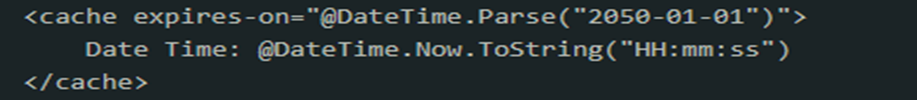 <cache expires-on="@DateTime.Parse("2050-01-01")">
Date Time: @DateTime.Now.ToString("HH:mm:ss")
</cache>